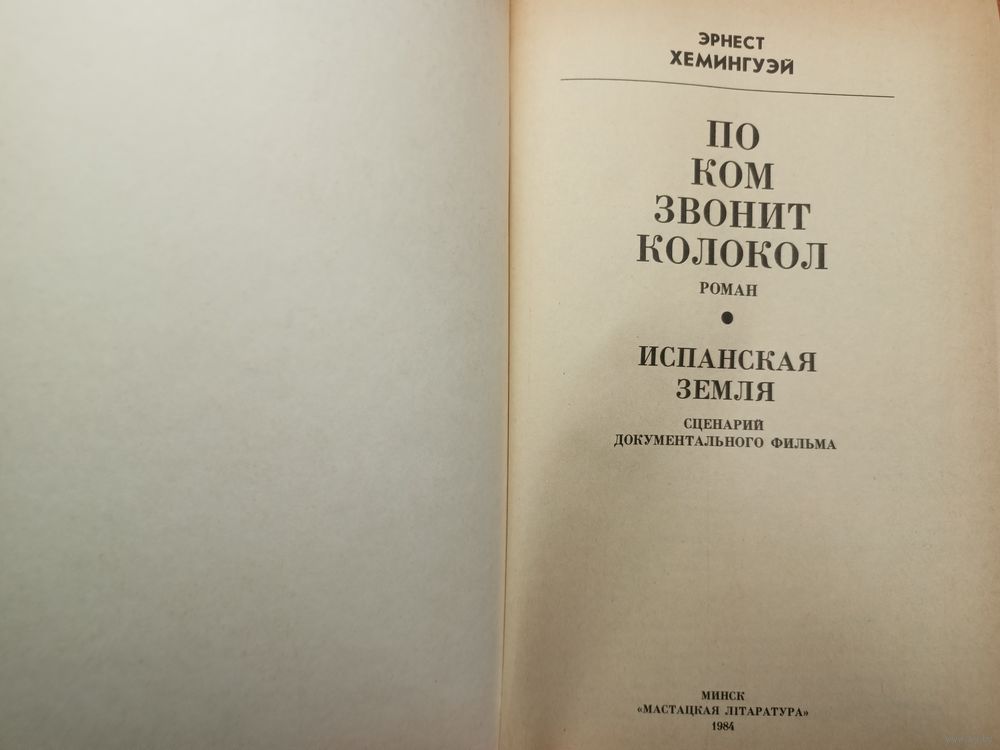 ЭРНЕСТ
ХЕМИНГУЭЙ
ПО
КОМ
ЗВОНИТ
КОЛОКОЛ
РОМАН
ИСПАНСКАЯ
ЗЕМЛЯ
СЦЕНАРИЙ
ДОКУМЕНТАЛЬНОГО ФИЛЬМА
МИНСК
«МАСТАЦКАЯ ЛІТАРАТУРА»
1984